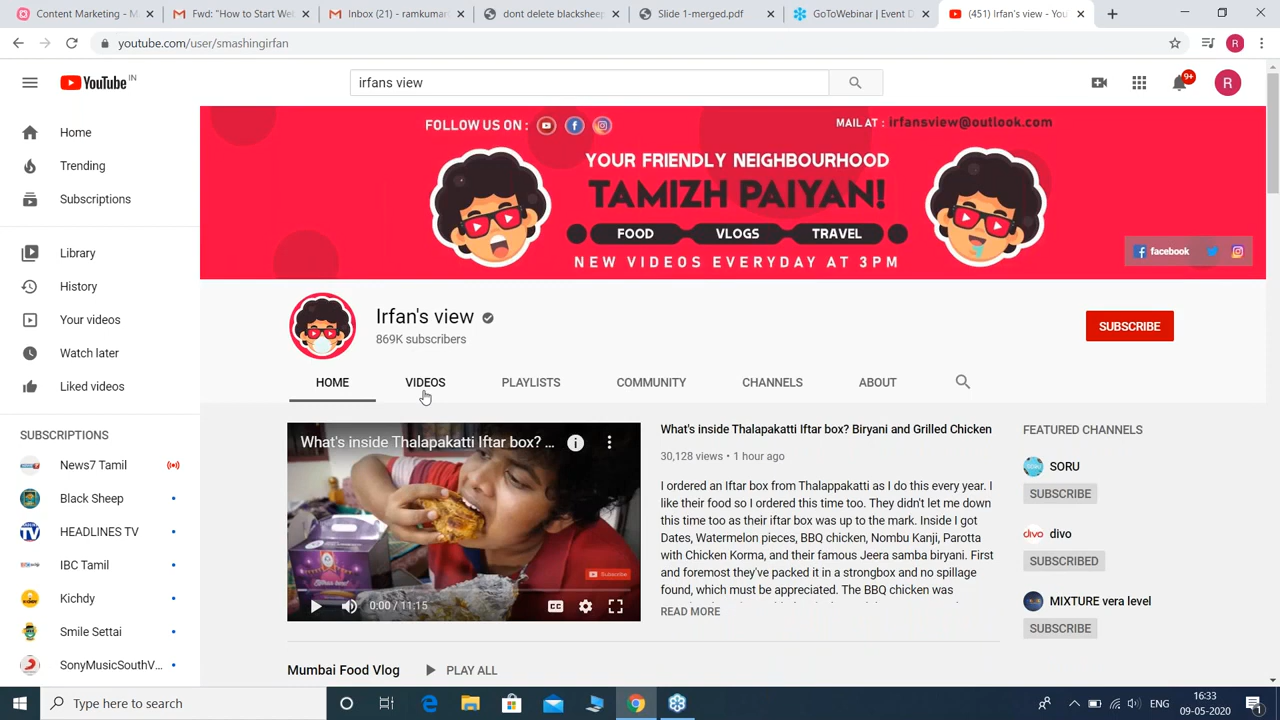 Content Marketing - M
Fwd: "How I Start Wel
Inbox (21) - ramkumar.
dont delete blacksheep
Slide 1-merged.pdf
GoToWebinar | Event D
(451) Irfan's view - You
youtube.com/user/smashingirfan
R
YouTube IN
irfans view
9+
R
Home
Trending
Subscriptions
Library
History
Your videos
Watch later
Liked videos
SUBSCRIPTIONS
News7 Tamil
Black Sheep
HEADLINES TV
IBC Tamil
Kichdy
Smile Settai
SonyMusicSouthV...
FOLLOW US ON :
MAIL AT : irfansview@outlook.com
YOUR FRIENDLY NEIGHBOURHOOD
TAMIZH PAIYAN!
FOOD VLOGS TRAVEL
NEW VIDEOS EVERYDAY AT 3PM
facebook
Irfan's view
869K subscribers
SUBSCRIBE
HOME VIDEOS PLAYLISTS COMMUNITY CHANNELS ABOUT
What's inside Thalapakatti Iftar box? ...
Subscribe
0:00 / 11:15
What's inside Thalapakatti Iftar box? Biryani and Grilled Chicken
30,128 views • 1 hour ago
I ordered an Iftar box from Thalappakatti as I do this every year. I
like their food so I ordered this time too. They didn't let me down
this time too as their iftar box was up to the mark. Inside I got
Dates, Watermelon pieces, BBQ chicken, Nombu Kanji, Parotta
with Chicken Korma, and their famous Jeera samba biryani. First
and foremost they've packed it in a strongbox and no spillage
found, which must be appreciated. The BBQ chicken was
READ MORE
FEATURED CHANNELS
SORU
SUBSCRIBE
divo
SUBSCRIBED
MIXTURE vera level
SUBSCRIBE
Mumbai Food Vlog
PLAY ALL
Type here to search
ENG
16:33
09-05-2020
1